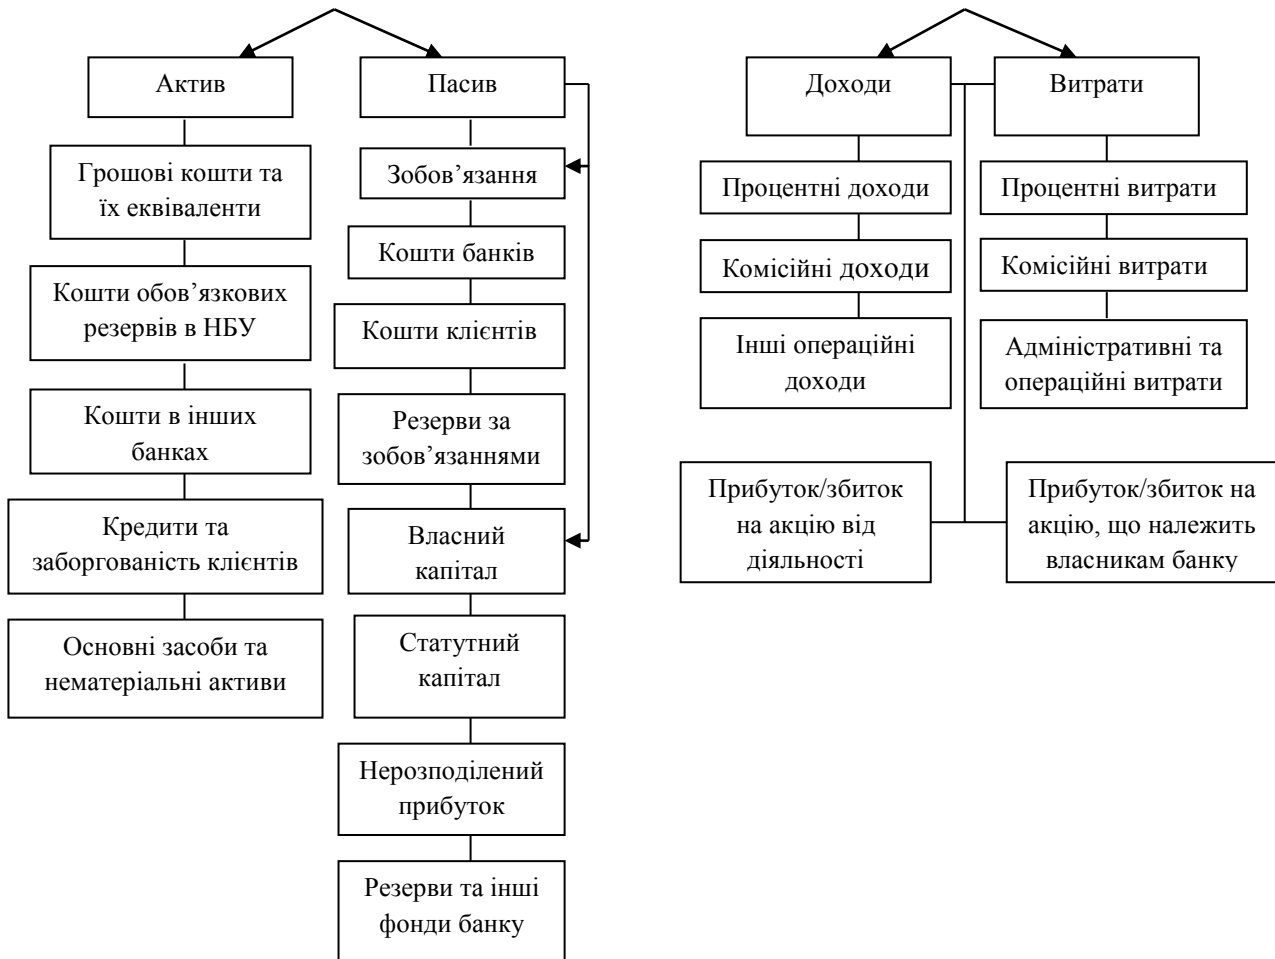 Актив
Грошові кошти та
їх еквіваленти
Кошти обов’язкових
резервів в НБУ
Кошти в інших
банках
Кредити та
заборгованість клієнтів
Основні засоби та
нематеріальні активи
Пасив
Зобов’язання
Кошти банків
Кошти клієнтів
Резерви за
зобов’язаннями
Власний
капітал
Статутний
капітал
Нерозподілений
прибуток
Резерви та інші
фонди банку
Доходи
Процентні доходи
Комісійні доходи
Інші операційні
доходи
Витрати
Процентні витрати
Комісійні витрати
Адміністративні та
операційні витрати
Прибуток/збиток
на акцію від
діяльності
Прибуток/збиток на
акцію, що належить
власникам банку